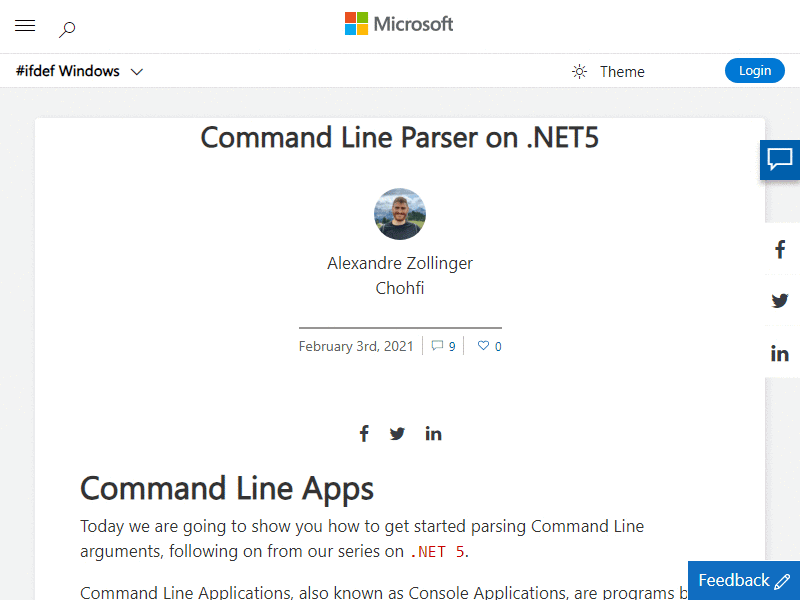 Microsoft
#ifdef Windows
Theme
Login
Command Line Parser on .NET5
Alexandre Zollinger
Chohfi
February 3rd, 2021
9
0
Command Line Apps
Today we are going to show you how to get started parsing Command Line
arguments, following on from our series on .NET 5.
Command Line Applications, also known as Console Applications, are programs
Feedback